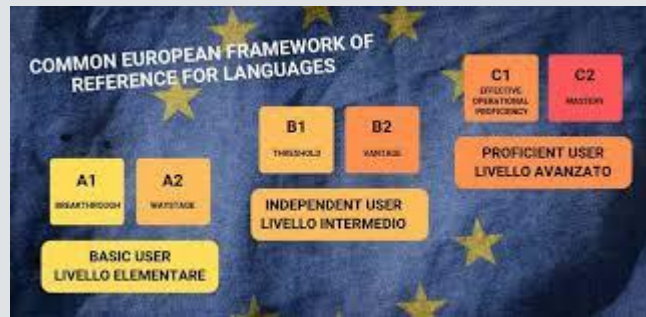 COMMON EUROPEAN FRAMEWORK OF
REFERENCE FOR LANGUAGES
C1
EFFECTIVE
OPERATIONAL
PROFICIENCY
C2
MASTERY
PROFICIENT USER
LIVELLO AVANZATO
B1
THRESHOLD
B2
VANTAGE
INDEPENDENT USER
LIVELLO INTERMEDIO
A1
BREAKTHROUGH
A2
WAYSTAGE
BASIC USER
LIVELLO ELEMENTARE